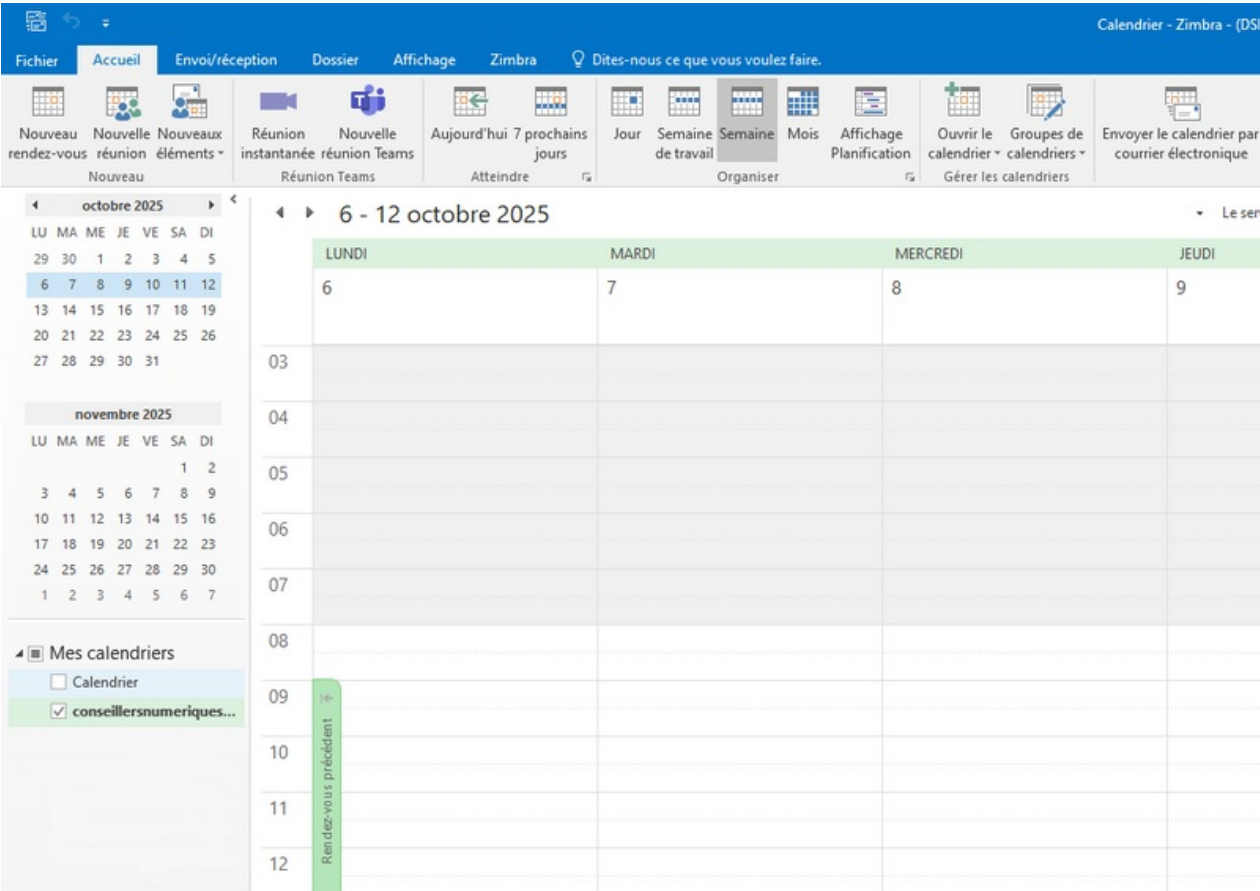 Calendrier - Zimbra - (DSI
Fichier Accueil Envoi/réception Dossier Affichage Zimbra Dites-nous ce que vous voulez faire.
Nouveau rendez-vous
Nouvelle réunion
Nouveaux éléments
Nouveau
Réunion instantanée
Nouvelle réunion Teams
Réunion Teams
Aujourd'hui
7 prochains jours
Atteindre
Jour
Semaine de travail
Semaine
Mois
Affichage Planification
Organiser
Ouvrir le calendrier
Groupes de calendriers
Gérer les calendriers
Envoyer le calendrier par courrier électronique
octobre 2025
LU MA ME JE VE SA DI
29 30 1 2 3 4 5
6 7 8 9 10 11 12
13 14 15 16 17 18 19
20 21 22 23 24 25 26
27 28 29 30 31
novembre 2025
LU MA ME JE VE SA DI
1 2
3 4 5 6 7 8 9
10 11 12 13 14 15 16
17 18 19 20 21 22 23
24 25 26 27 28 29 30
1 2 3 4 5 6 7
Mes calendriers
Calendrier
conseillersnumeriques...
6 - 12 octobre 2025
Le ser
LUNDI MARDI MERCREDI JEUDI
6 7 8 9
03
04
05
06
07
08
09
10
11
12
Rendez-vous précédent